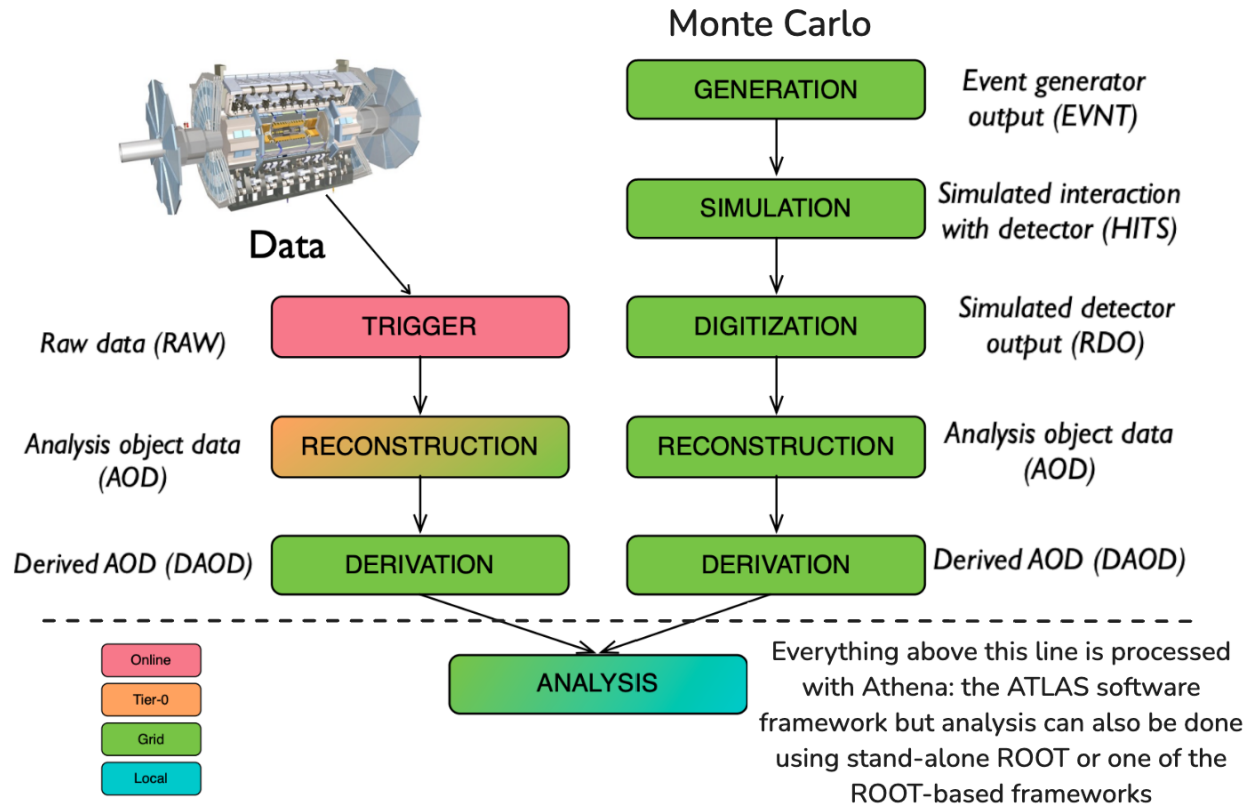 Monte Carlo
GENERATION
Event generator
output (EVNT)
SIMULATION
Simulated interaction
with detector (HITS)
Data
TRIGGER
Raw data (RAW)
DIGITIZATION
Simulated detector
output (RDO)
Analysis object data
(AOD)
RECONSTRUCTION
RECONSTRUCTION
Analysis object data
(AOD)
Derived AOD (DAOD)
DERIVATION
DERIVATION
Derived AOD (DAOD)
ANALYSIS
Online
Tier-0
Grid
Local
Everything above this line is processed
with Athena: the ATLAS software
framework but analysis can also be done
using stand-alone ROOT or one of the
ROOT-based frameworks